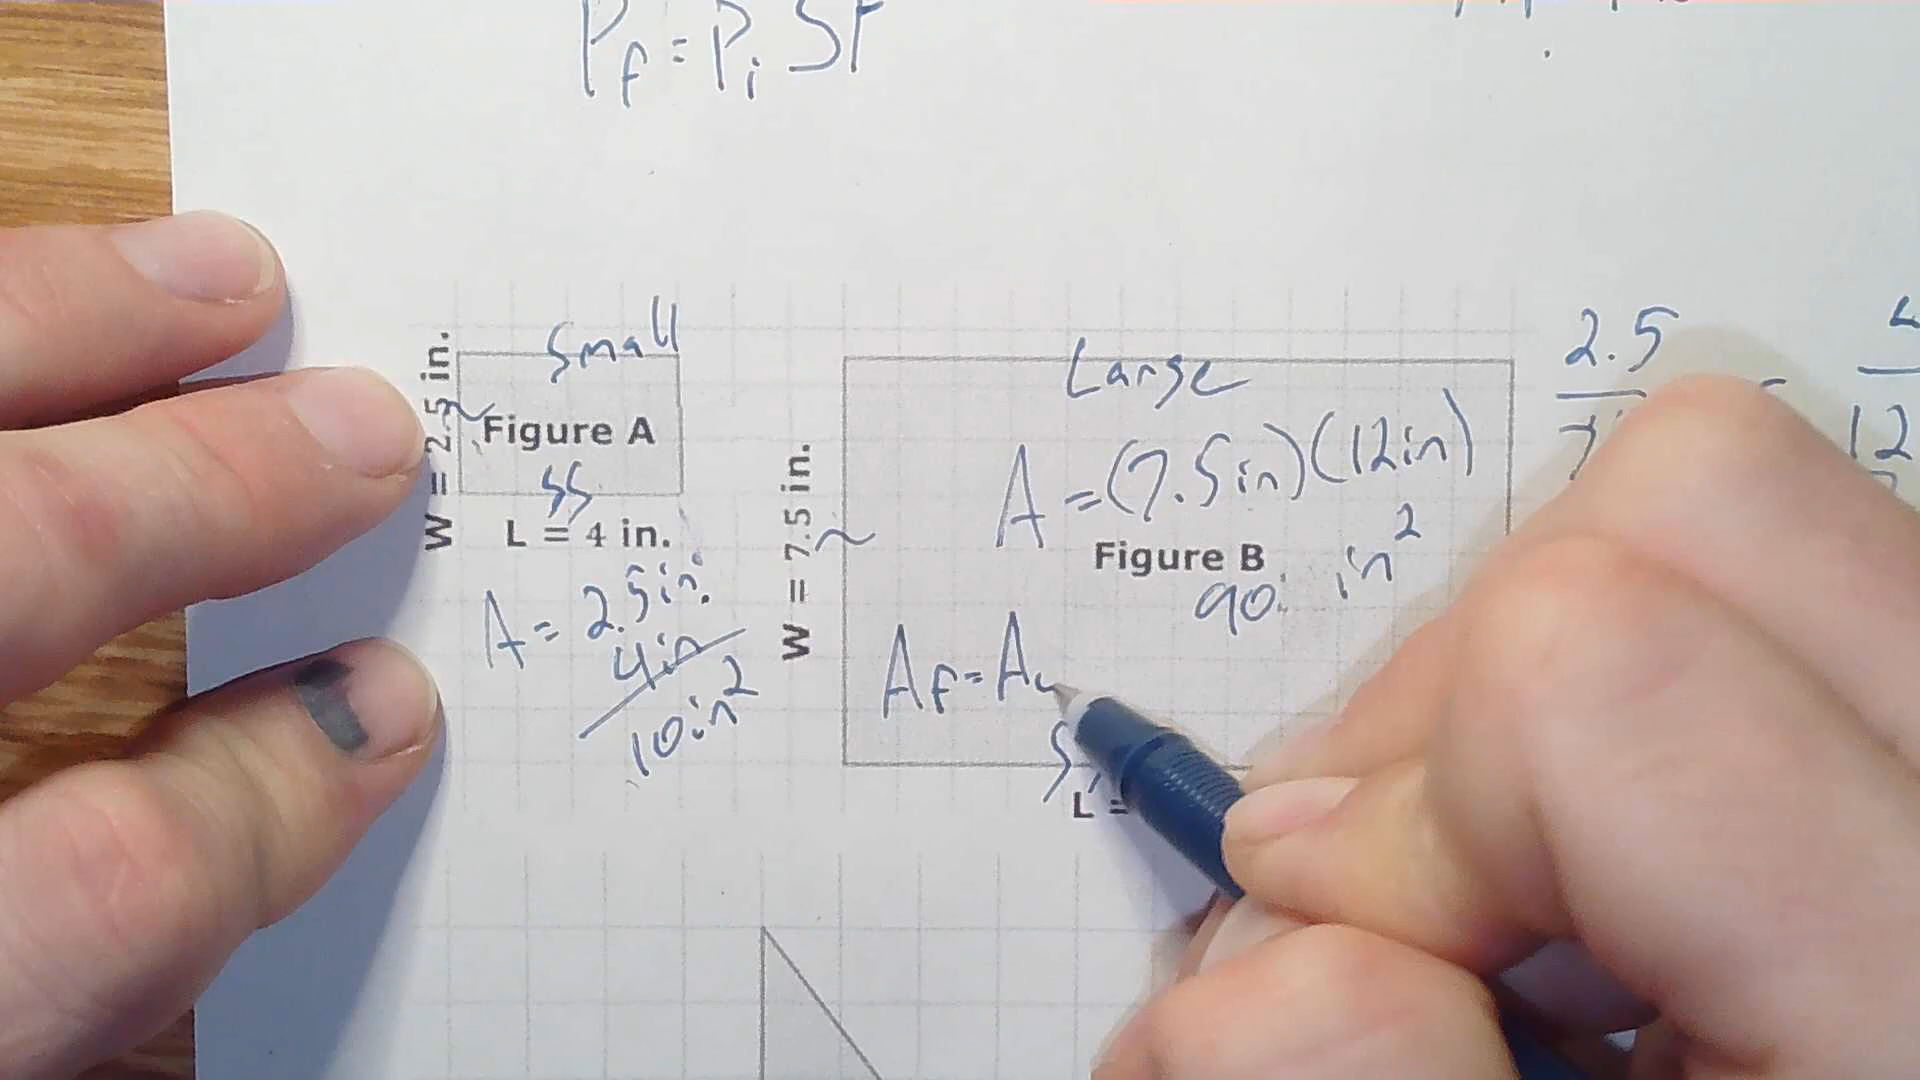 Pf = Pi SF
Small
W = 2.5 in.
Figure A
L = 4 in.
A = 2.5 in.
4 in
10 in²
Large
W = 7.5 in.
A = (7.5 in)(12 in)
Figure B
90. in²
Af = A
L =
2.5
12